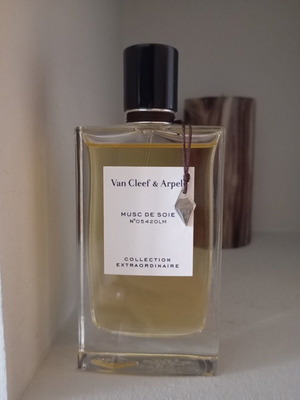 Van Cleef & Arpels
MUSC DE SOIE
N°05420LM
COLLECTION
EXTRAORDINAIRE